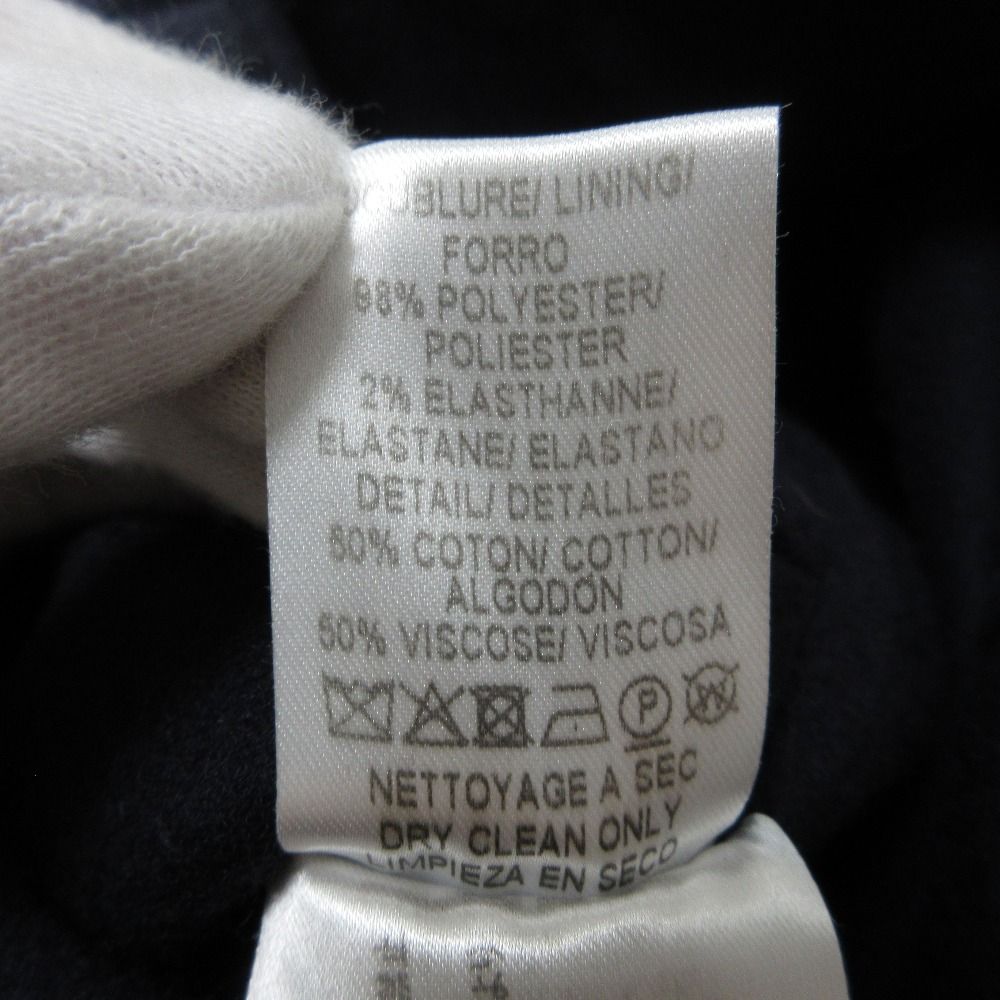 LINING/
FORRO
98% POLYESTER/
POLIESTER
2% ELASTHANNE/
ELASTANE/ ELASTANO
DETAIL/ DETALLES
50% COTON/ COTTON/
ALGODÓN
50% VISCOSE/ VISCOSA
P W
NETTOYAGE A SEC
DRY CLEAN ONLY
LIMPIEZA EN SECO